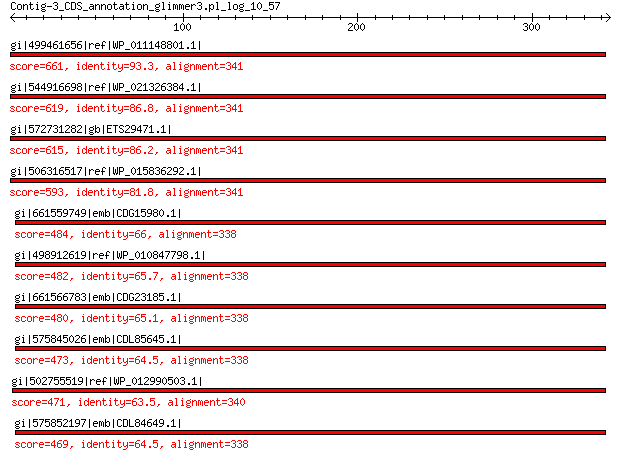 Contig-3_CDS_annotation_glimmer3.pl_log_10_57
100 200 300
gi|499461656|ref|WP_011148801.1|
score=661, identity=93.3, alignment=341
gi|544916698|ref|WP_021326384.1|
score=619, identity=86.8, alignment=341
gi|572731282|gb|ETS29471.1|
score=615, identity=86.2, alignment=341
gi|506316517|ref|WP_015836292.1|
score=593, identity=81.8, alignment=341
gi|661559749|emb|CDG15980.1|
score=484, identity=66, alignment=338
gi|498912619|ref|WP_010847798.1|
score=482, identity=65.7, alignment=338
gi|661566783|emb|CDG23185.1|
score=480, identity=65.1, alignment=338
gi|575845026|emb|CDL85645.1|
score=473, identity=64.5, alignment=338
gi|502755519|ref|WP_012990503.1|
score=471, identity=63.5, alignment=340
gi|575852197|emb|CDL84649.1|
score=469, identity=64.5, alignment=338